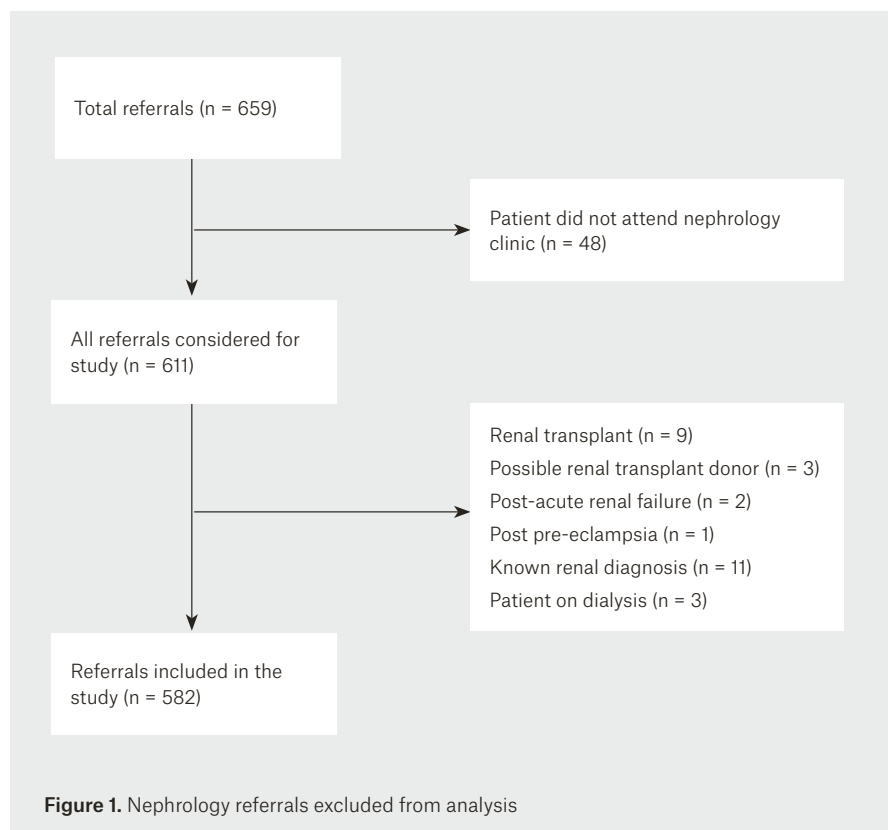 Total referrals (n = 659)
Patient did not attend nephrology
clinic (n = 48)
All referrals considered for
study (n = 611)
Renal transplant (n = 9)
Possible renal transplant donor (n = 3)
Post-acute renal failure (n = 2)
Post pre-eclampsia (n = 1)
Known renal diagnosis (n = 11)
Patient on dialysis (n = 3)
Referrals included in the
study (n = 582)
Figure 1. Nephrology referrals excluded from analysis